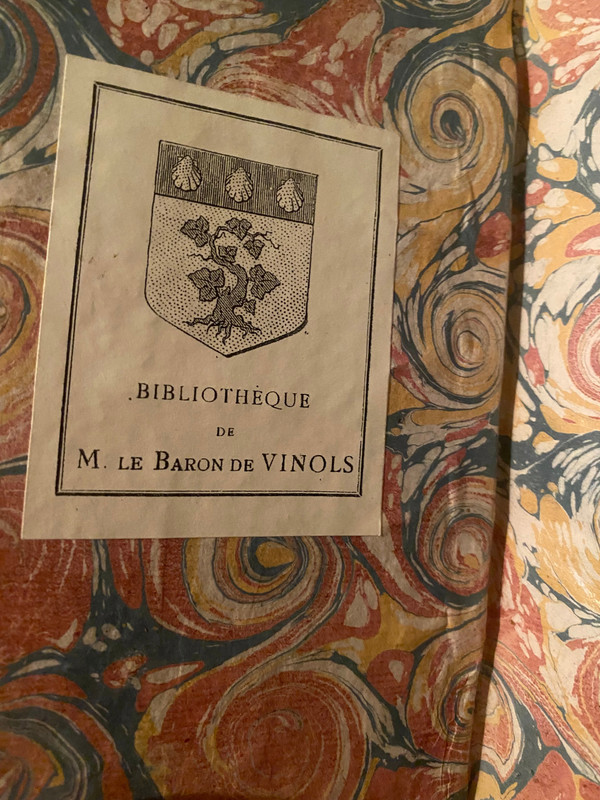 BIBLIOTHÈQUE
DE
M. LE BARON DE VINOLS